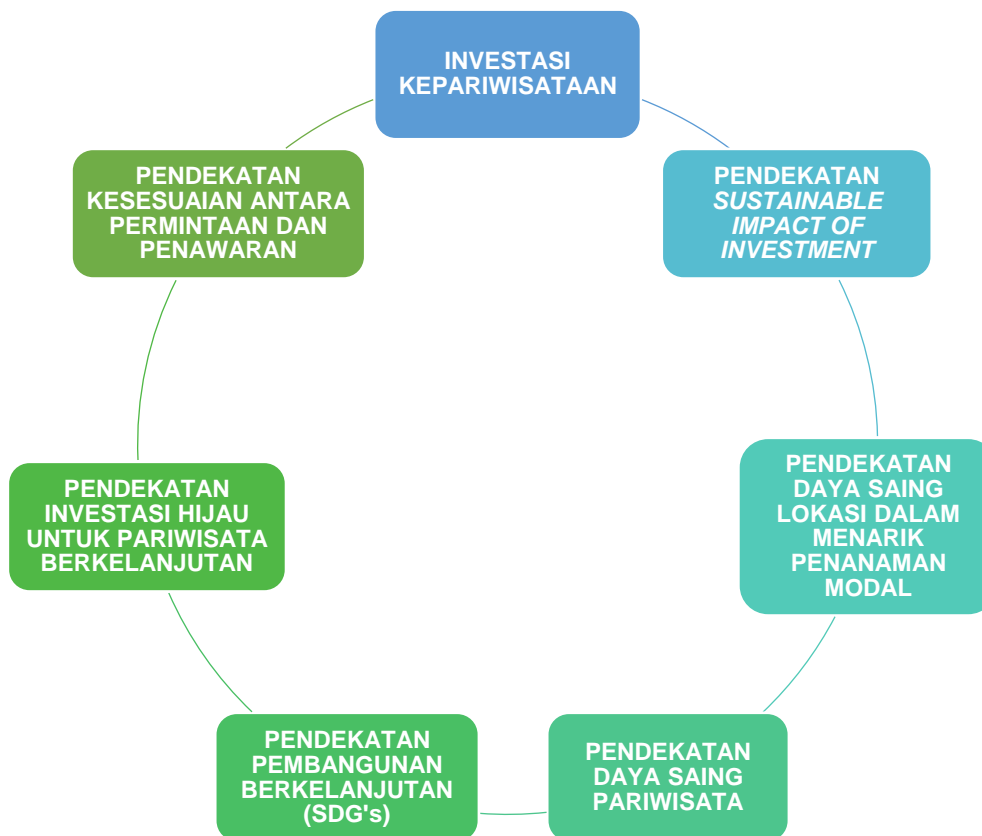 INVESTASI
KEPARIWISATAAN
PENDEKATAN
SUSTAINABLE
IMPACT OF
INVESTMENT
PENDEKATAN
DAYA SAING
LOKASI DALAM
MENARIK
PENANAMAN
MODAL
PENDEKATAN
DAYA SAING
PARIWISATA
PENDEKATAN
PEMBANGUNAN
BERKELANJUTAN
(SDG's)
PENDEKATAN
INVESTASI HIJAU
UNTUK PARIWISATA
BERKELANJUTAN
PENDEKATAN
KESESUAIAN ANTARA
PERMINTAAN DAN
PENAWARAN